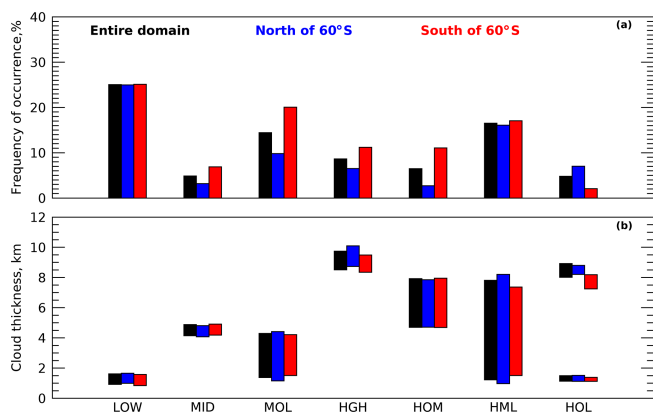 Entire domain North of 60°S South of 60°S (a)
Frequency of occurrence,%
40
30
20
10
0
(b)
Cloud thickness, km
12
10
8
6
4
2
0
LOW MID MOL HGH HOM HML HOL